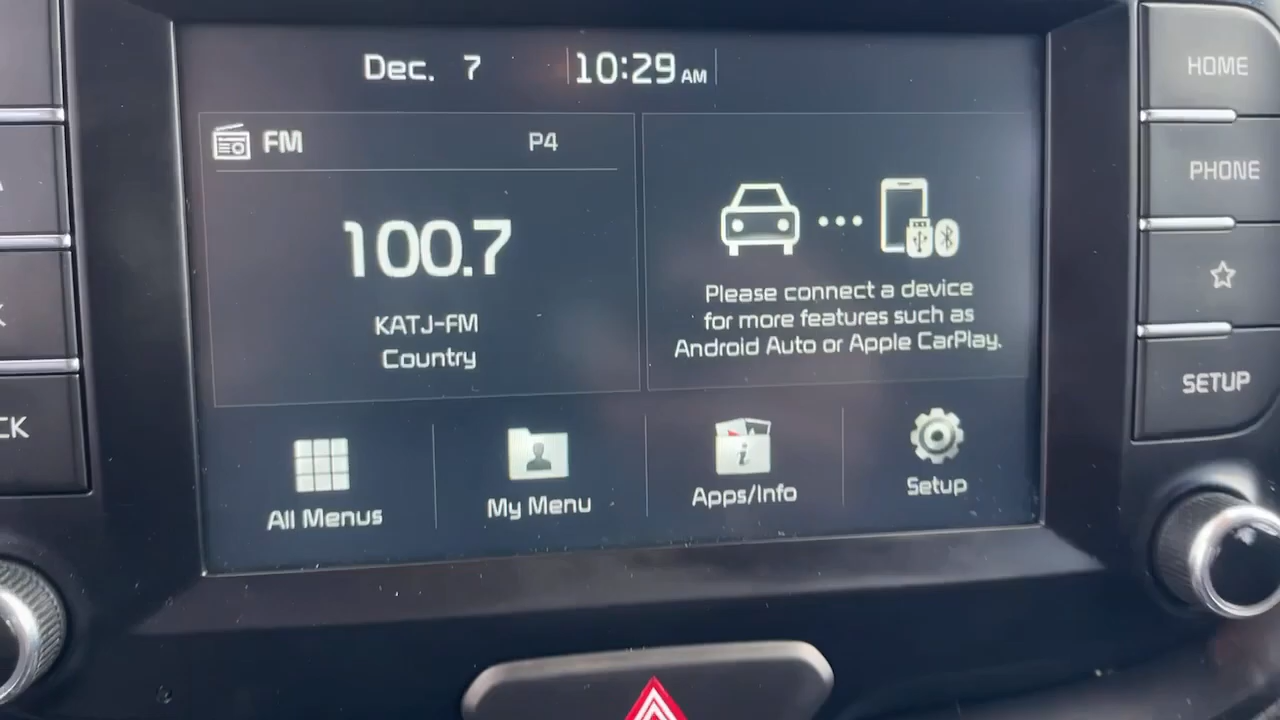 Dec. 7
10:29 AM
HOME
FM
P4
PHONE
100.7
KATJ-FM
Country
Please connect a device
for more features such as
Android Auto or Apple CarPlay.
SETUP
CK
All Menus
My Menu
Apps/Info
Setup